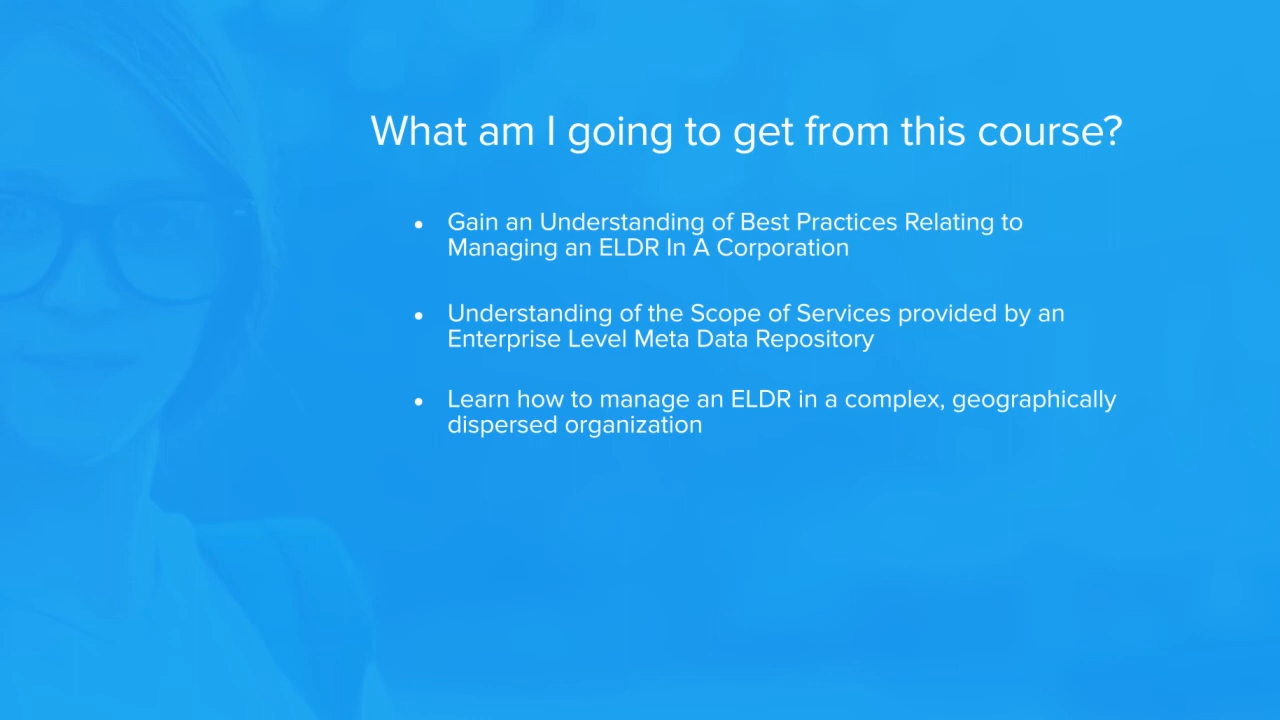 What am I going to get from this course?
• Gain an Understanding of Best Practices Relating to
Managing an ELDR In A Corporation
• Understanding of the Scope of Services provided by an
Enterprise Level Meta Data Repository
• Learn how to manage an ELDR in a complex, geographically
dispersed organization